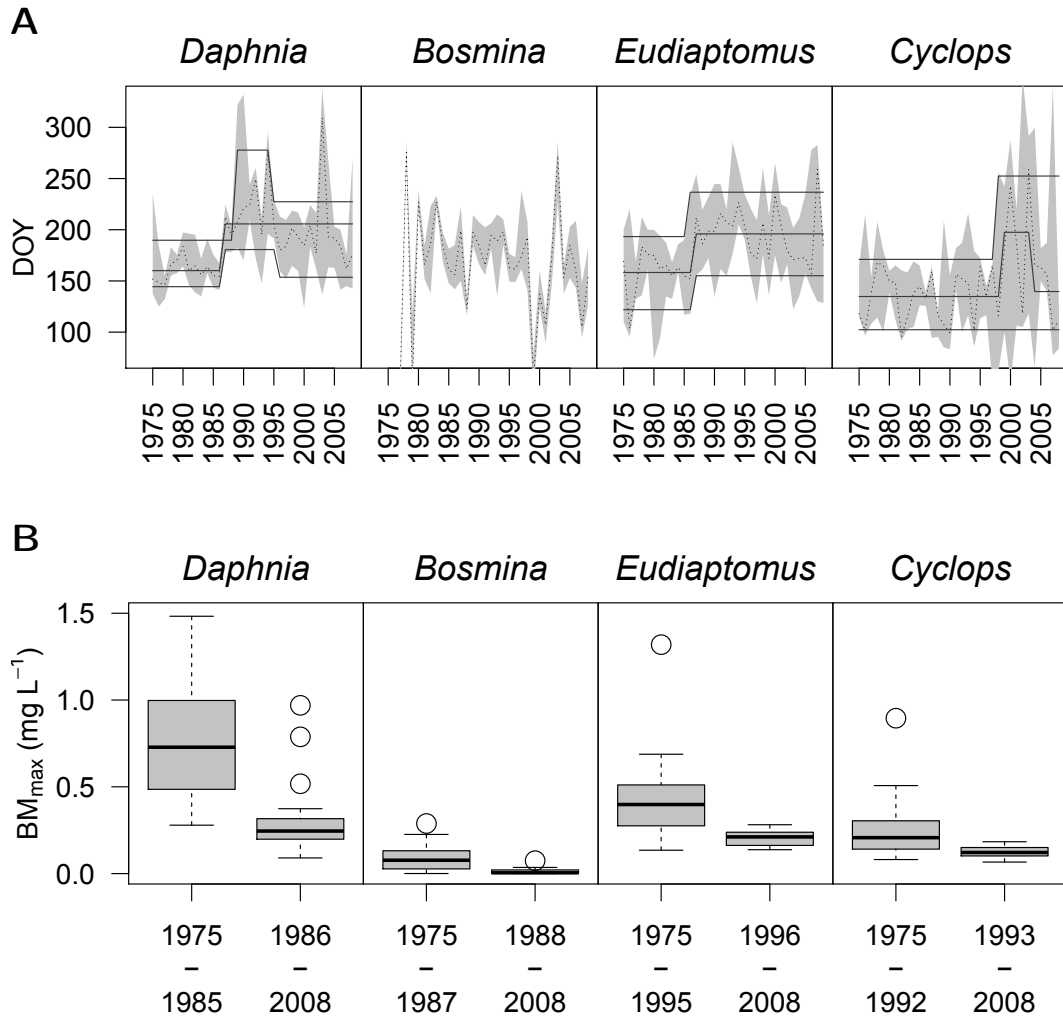 A
Daphnia Bosmina Eudiaptomus Cyclops
DOY
300
250
200
150
100
1975 1980 1985 1990 1995 2000 2005
1975 1980 1985 1990 1995 2000 2005
1975 1980 1985 1990 1995 2000 2005
1975 1980 1985 1990 1995 2000 2005
B
Daphnia Bosmina Eudiaptomus Cyclops
BMmax (mg L−1)
1.5
1.0
0.5
0.0
1975 1986 1975 1988 1975 1996 1975 1993
– – – – – – – –
1985 2008 1987 2008 1995 2008 1992 2008